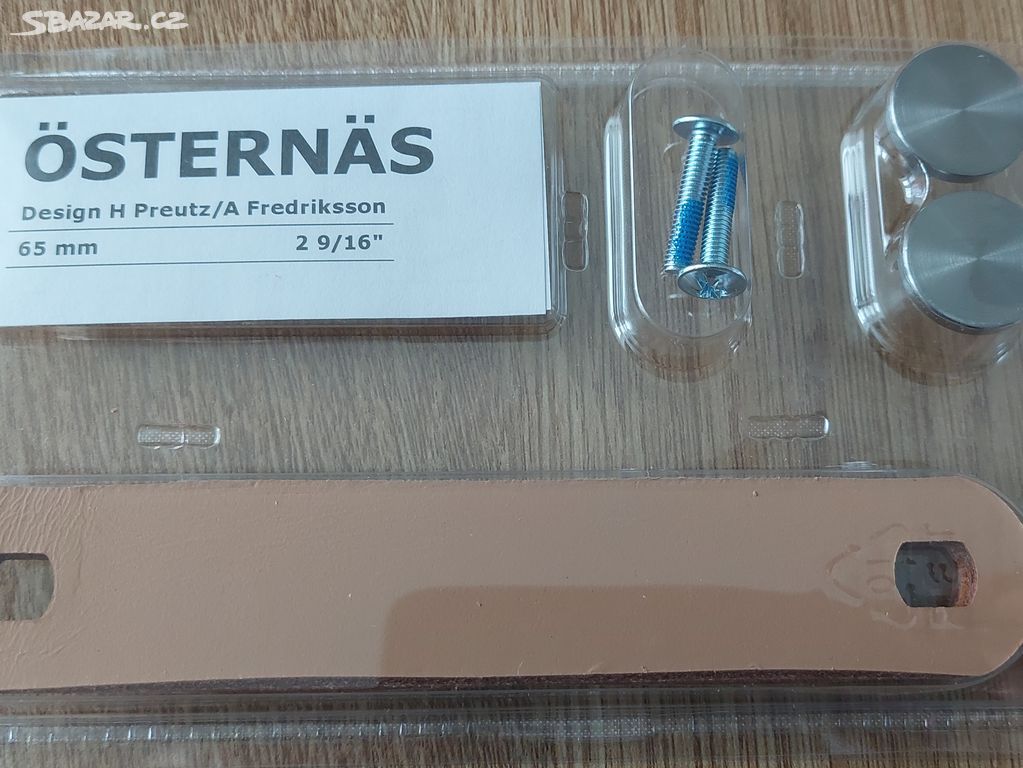 SBAZAR.CZ
ÖSTERNÄS
Design H Preutz/A Fredriksson
65 mm 2 9/16"